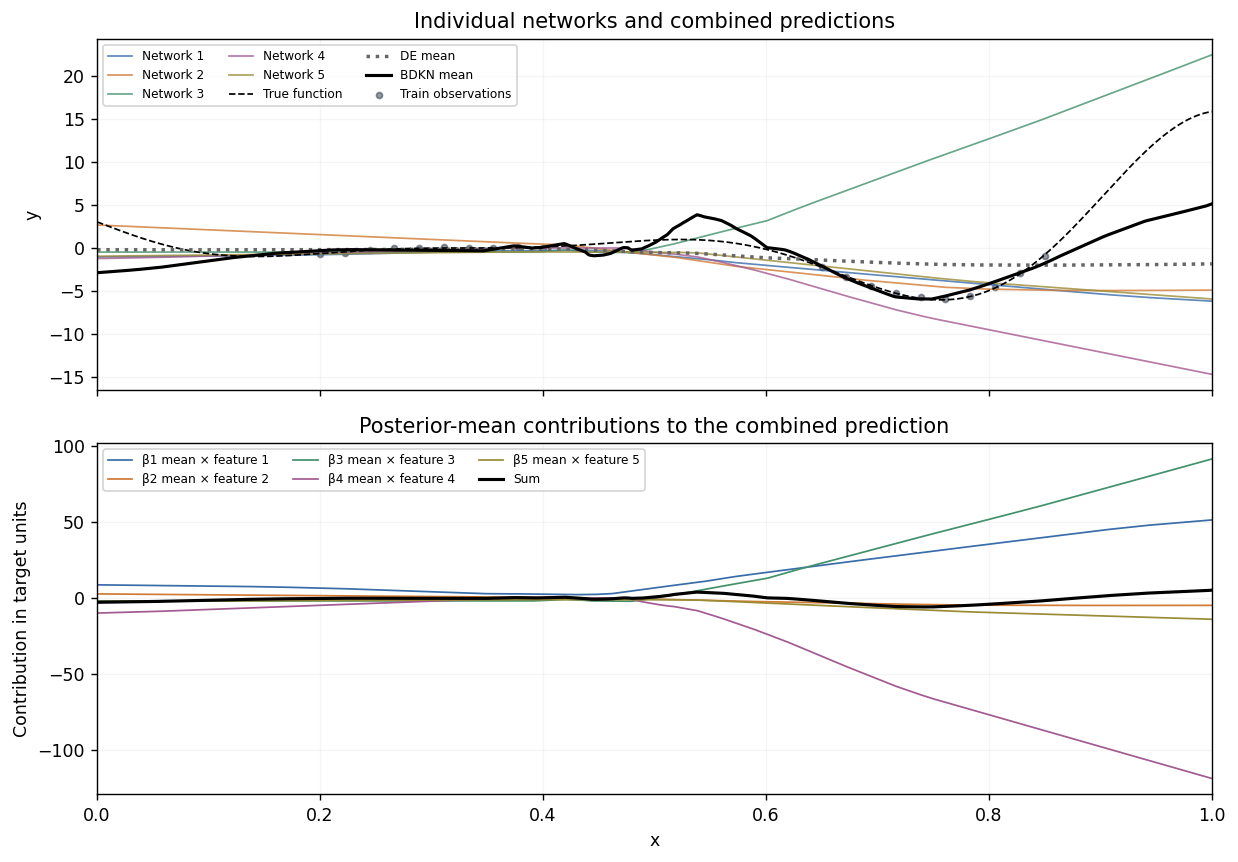 Individual networks and combined predictions
Network 1
Network 2
Network 3
Network 4
Network 5
True function
DE mean
BDKN mean
Train observations
20
15
10
5
0
−5
−10
−15
y
Posterior-mean contributions to the combined prediction
β1 mean × feature 1
β2 mean × feature 2
β3 mean × feature 3
β4 mean × feature 4
β5 mean × feature 5
Sum
100
50
0
−50
−100
Contribution in target units
0.0
0.2
0.4
0.6
0.8
1.0
x